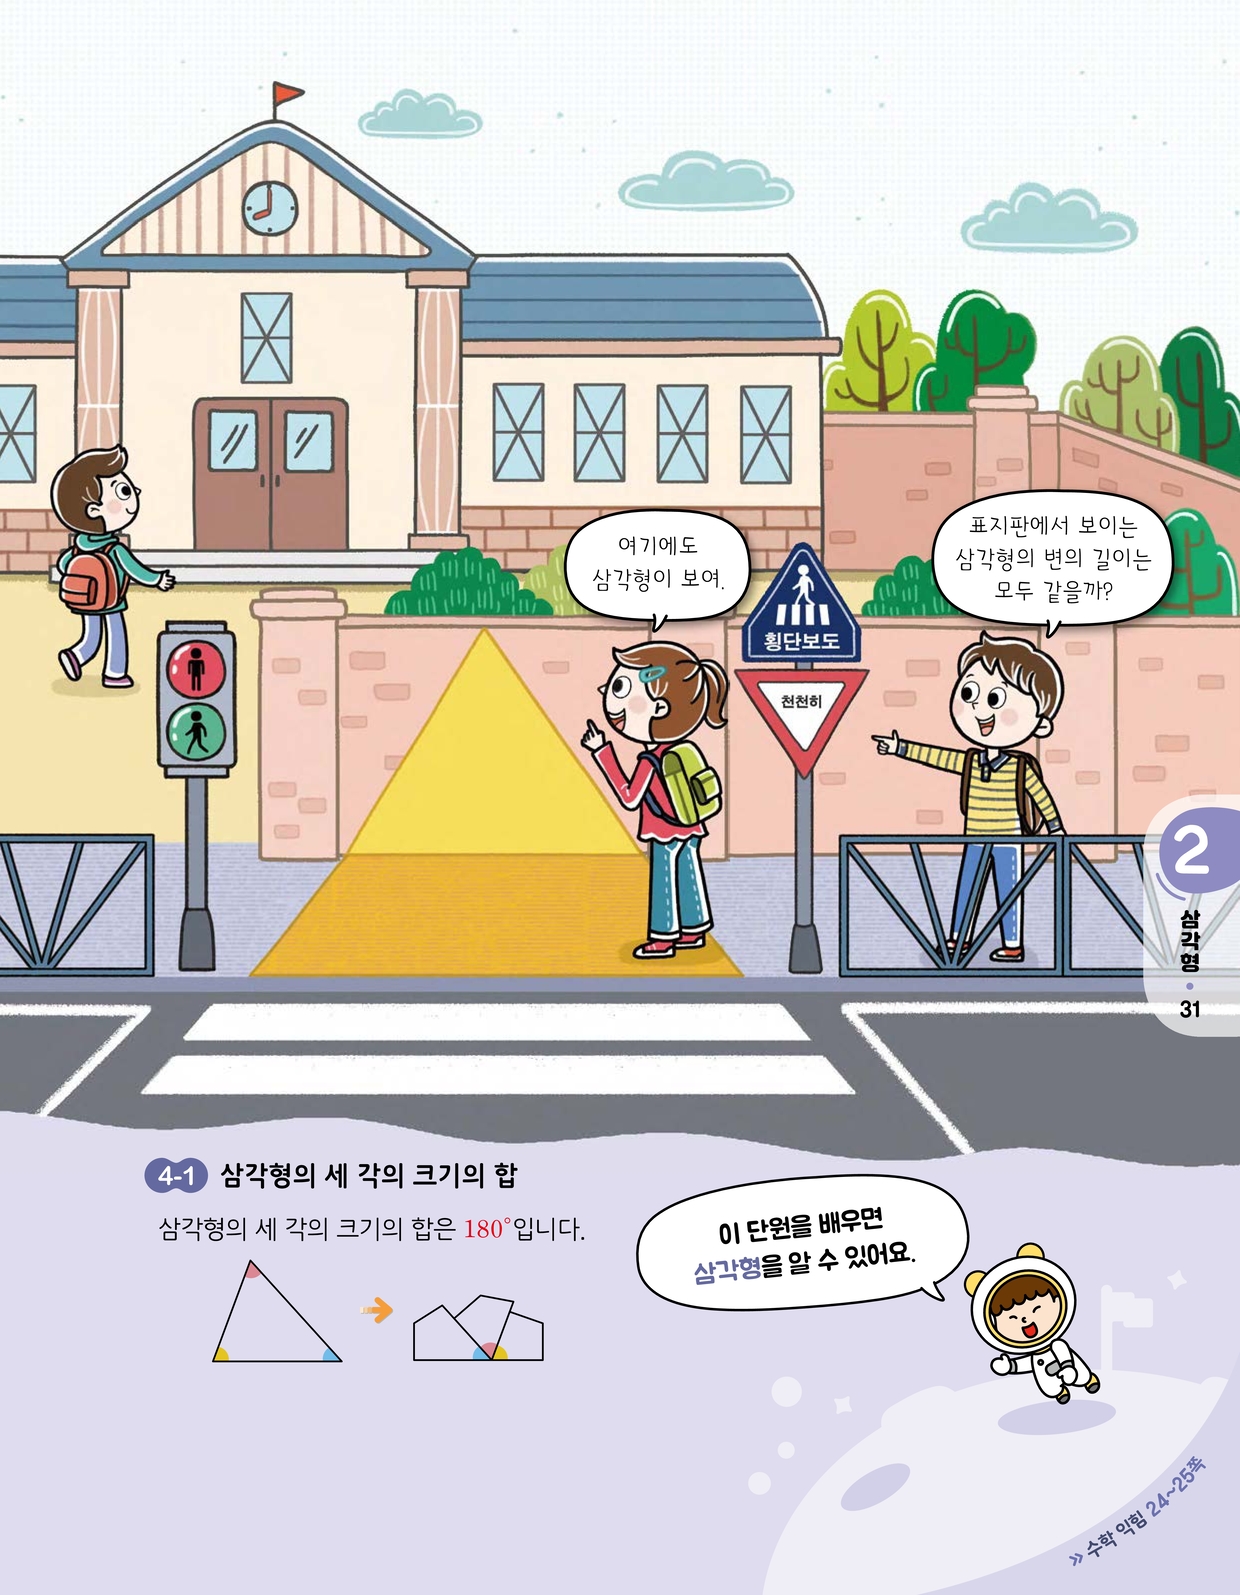 여기에도
삼각형이 보여.
표지판에서 보이는
삼각형의 변의 길이는
모두 같을까?
횡단보도
천천히
2
삼각형 • 31
4-1 삼각형의 세 각의 크기의 합
삼각형의 세 각의 크기의 합은 180°입니다.
이 단원을 배우면
삼각형을 알 수 있어요.
» 수학 익힘 24~25쪽